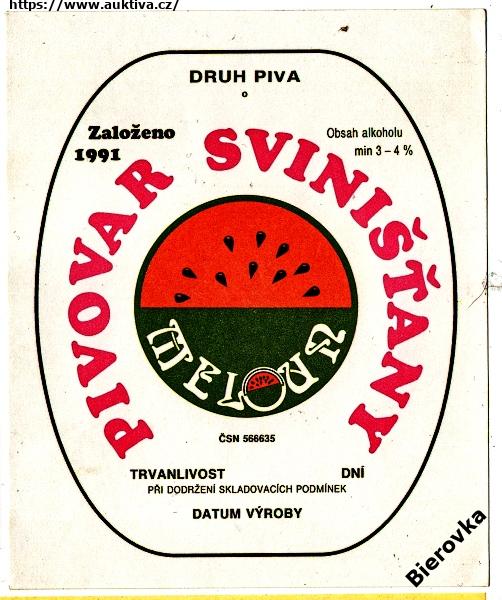 https://www.auktiva.cz/
DRUH PIVA
o
Založeno
1991
Obsah alkoholu
min 3 – 4 %
PIVOVAR SVINIŠŤANY
MELOUN
ČSN 566635
TRVANLIVOST DNÍ
PŘI DODRŽENÍ SKLADOVACÍCH PODMÍNEK
DATUM VÝROBY
Bierovka